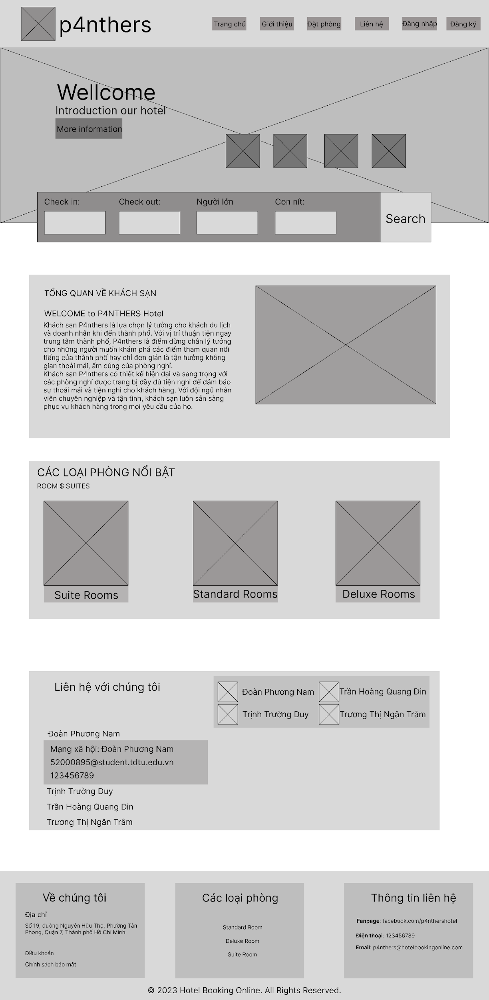 p4nthers
Trang chủ
Giới thiệu
Đặt phòng
Liên hệ
Đăng nhập
Đăng ký
Wellcome
Introduction our hotel
More information
Check in:
Check out:
Người lớn
Con nít:
Search
TỔNG QUAN VỀ KHÁCH SẠN
WELCOME to P4NTHERS Hotel
Khách sạn P4nthers là lựa chọn lý tưởng cho khách du lịch
và doanh nhân khi đến thành phố. Với vị trí thuận tiện ngay
trung tâm thành phố, P4nthers là điểm dừng chân lý tưởng
cho những người muốn khám phá các điểm tham quan nổi
tiếng của thành phố hay chỉ đơn giản là tận hưởng không
gian thoải mái, ấm cúng của phòng nghỉ.
Khách sạn P4nthers có thiết kế hiện đại và sang trọng với
các phòng nghỉ được trang bị đầy đủ tiện nghi để đảm bảo
sự thoải mái và tiện nghi cho khách hàng. Với đội ngũ nhân
viên chuyên nghiệp và tận tình, khách sạn luôn sẵn sàng
phục vụ khách hàng trong mọi yêu cầu của họ.
CÁC LOẠI PHÒNG NỔI BẬT
ROOM $ SUITES
Suite Rooms
Standard Rooms
Deluxe Rooms
Liên hệ với chúng tôi
Đoàn Phương Nam
Trần Hoàng Quang Din
Trịnh Trường Duy
Trương Thị Ngân Trâm
Đoàn Phương Nam
Mạng xã hội: Đoàn Phương Nam
52000895@student.tdtu.edu.vn
123456789
Trịnh Trường Duy
Trần Hoàng Quang Din
Trương Thị Ngân Trâm
Về chúng tôi
Địa chỉ
Số 19, đường Nguyễn Hữu Thọ, Phường Tân
Phong, Quận 7, Thành phố Hồ Chí Minh
Điều khoản
Chính sách bảo mật
Các loại phòng
Standard Room
Deluxe Room
Suite Room
Thông tin liên hệ
Fanpage: facebook.com/p4nthershotel
Điện thoại: 123456789
Email: p4nthers@hotelbookingonline.com
© 2023 Hotel Booking Online. All Rights Reserved.